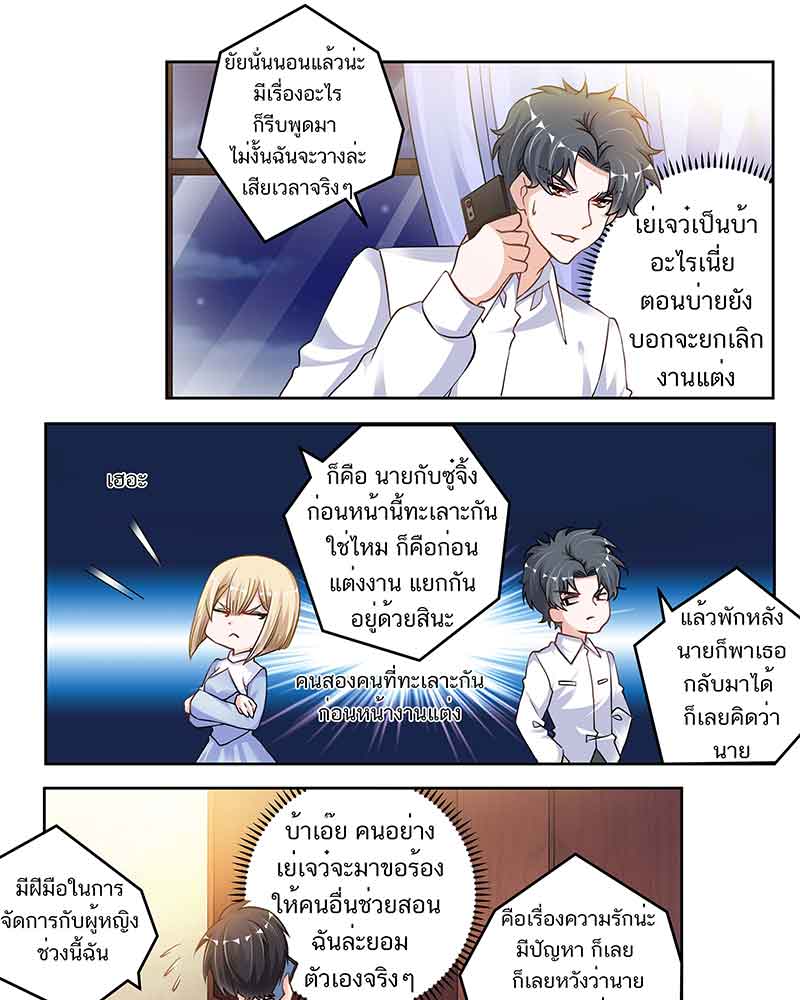 ยัยนั่นนอนแล้วน่ะ
มีเรื่องอะไร
ก็รีบพูดมา
ไม่งั้นฉันจะวางล่ะ
เสียเวลาจริงๆ
เย่เจว๋เป็นบ้า
อะไรเนี่ย
ตอนบ่ายยัง
บอกจะยกเลิก
งานแต่ง
เฮอะ
ก็คือ นายกับซู๋จิ้ง
ก่อนหน้านี้ทะเลาะกัน
ใช่ไหม ก็คือก่อน
แต่งงาน แยกกัน
อยู่ด้วยสินะ
คนสองคนที่ทะเลาะกัน
ก่อนหน้างานแต่ง
แล้วพักหลัง
นายก็พาเธอ
กลับมาได้
ก็เลยคิดว่า
นาย
มีฝีมือในการ
จัดการกับผู้หญิง
ช่วงนี้ฉัน
บ้าเอ๊ย คนอย่าง
เย่เจว๋จะมาขอร้อง
ให้คนอื่นช่วยสอน
ฉันล่ะยอม
ตัวเองจริงๆ
คือเรื่องความรักน่ะ
มีปัญหา ก็เลย
ก็เลยหวังว่านาย